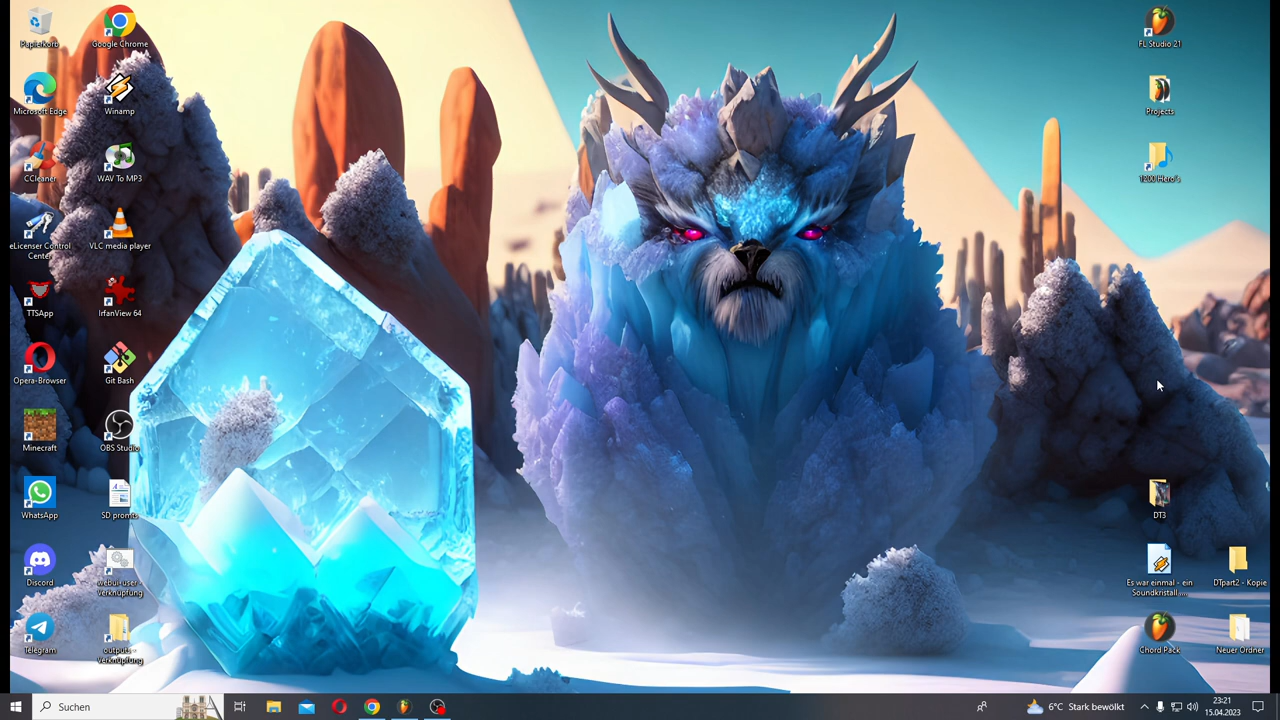 Papierkorb
Google Chrome
FL Studio 21
Microsoft Edge
Winamp
Projects
CCleaner
WAV To MP3
1200 Hero's
eLicenser Control
Center
VLC media player
TTSApp
IrfanView 64
Opera-Browser
Git Bash
Minecraft
OBS Studio
WhatsApp
SD promts
DT3
Discord
webui-user -
Verknüpfung
Es war einmal - ein
Soundkristall ...
DTpart2 - Kopie
Telegram
outputs -
Verknüpfung
Chord Pack
Neuer Ordner
Suchen
6°C Stark bewölkt
23:21
15.04.2023